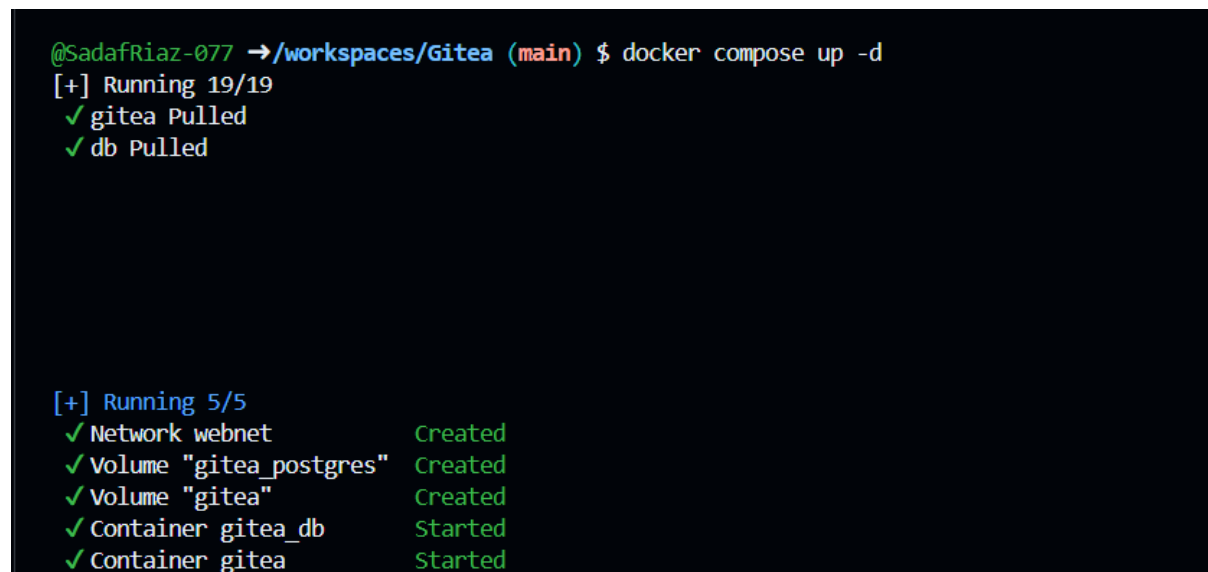 @SadafRiaz-077 ➜/workspaces/Gitea (main) $ docker compose up -d
[+] Running 19/19
✓ gitea Pulled
✓ db Pulled
[+] Running 5/5
✓ Network webnet Created
✓ Volume "gitea_postgres" Created
✓ Volume "gitea" Created
✓ Container gitea_db Started
✓ Container gitea Started